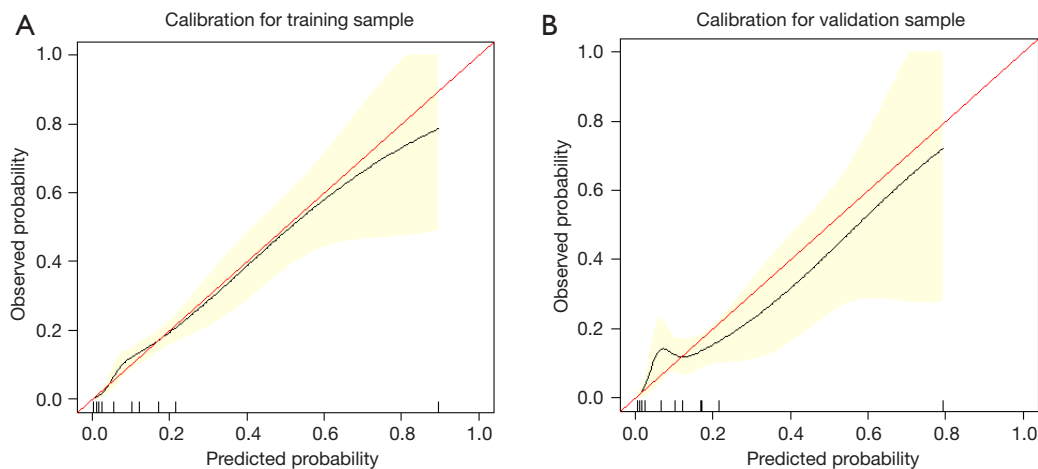 A
Calibration for training sample
1.0
0.8
0.6
0.4
0.2
0.0
Observed probability
0.0 0.2 0.4 0.6 0.8 1.0
Predicted probability
B
Calibration for validation sample
1.0
0.8
0.6
0.4
0.2
0.0
Observed probability
0.0 0.2 0.4 0.6 0.8 1.0
Predicted probability